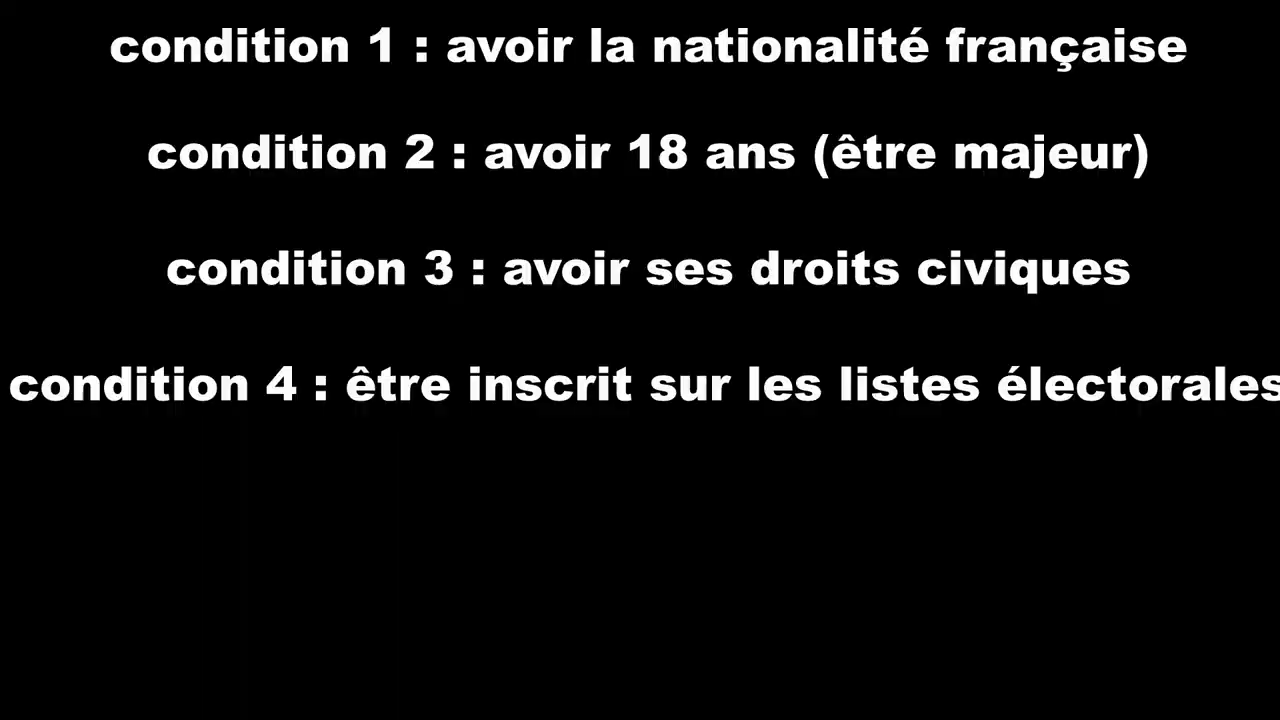 condition 1 : avoir la nationalité française
condition 2 : avoir 18 ans (être majeur)
condition 3 : avoir ses droits civiques
condition 4 : être inscrit sur les listes électorales